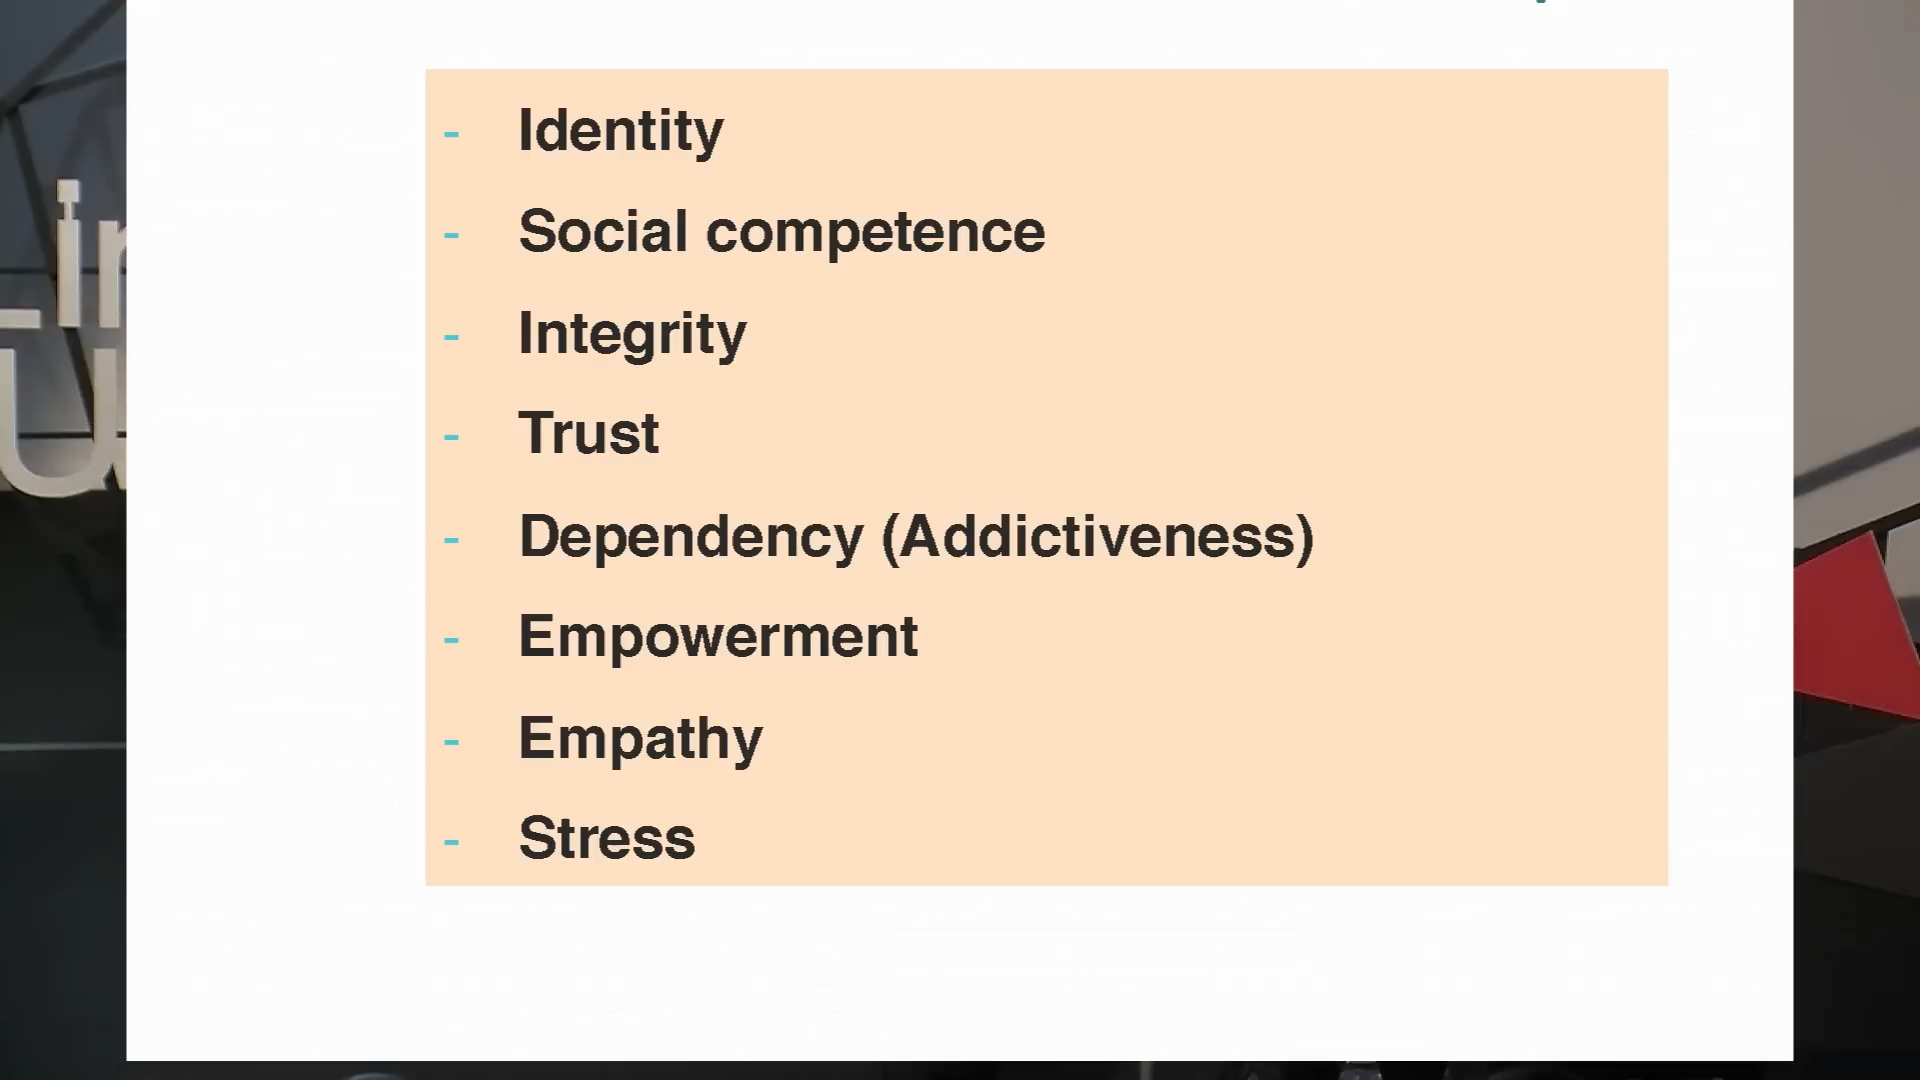 - Identity
- Social competence
- Integrity
- Trust
- Dependency (Addictiveness)
- Empowerment
- Empathy
- Stress